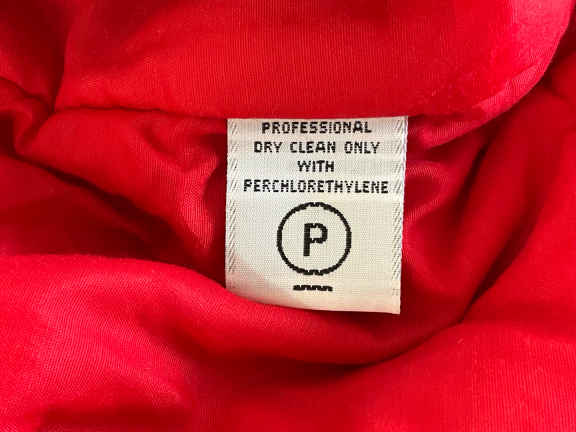 PROFESSIONAL
DRY CLEAN ONLY
WITH
PERCHLORETHYLENE
P